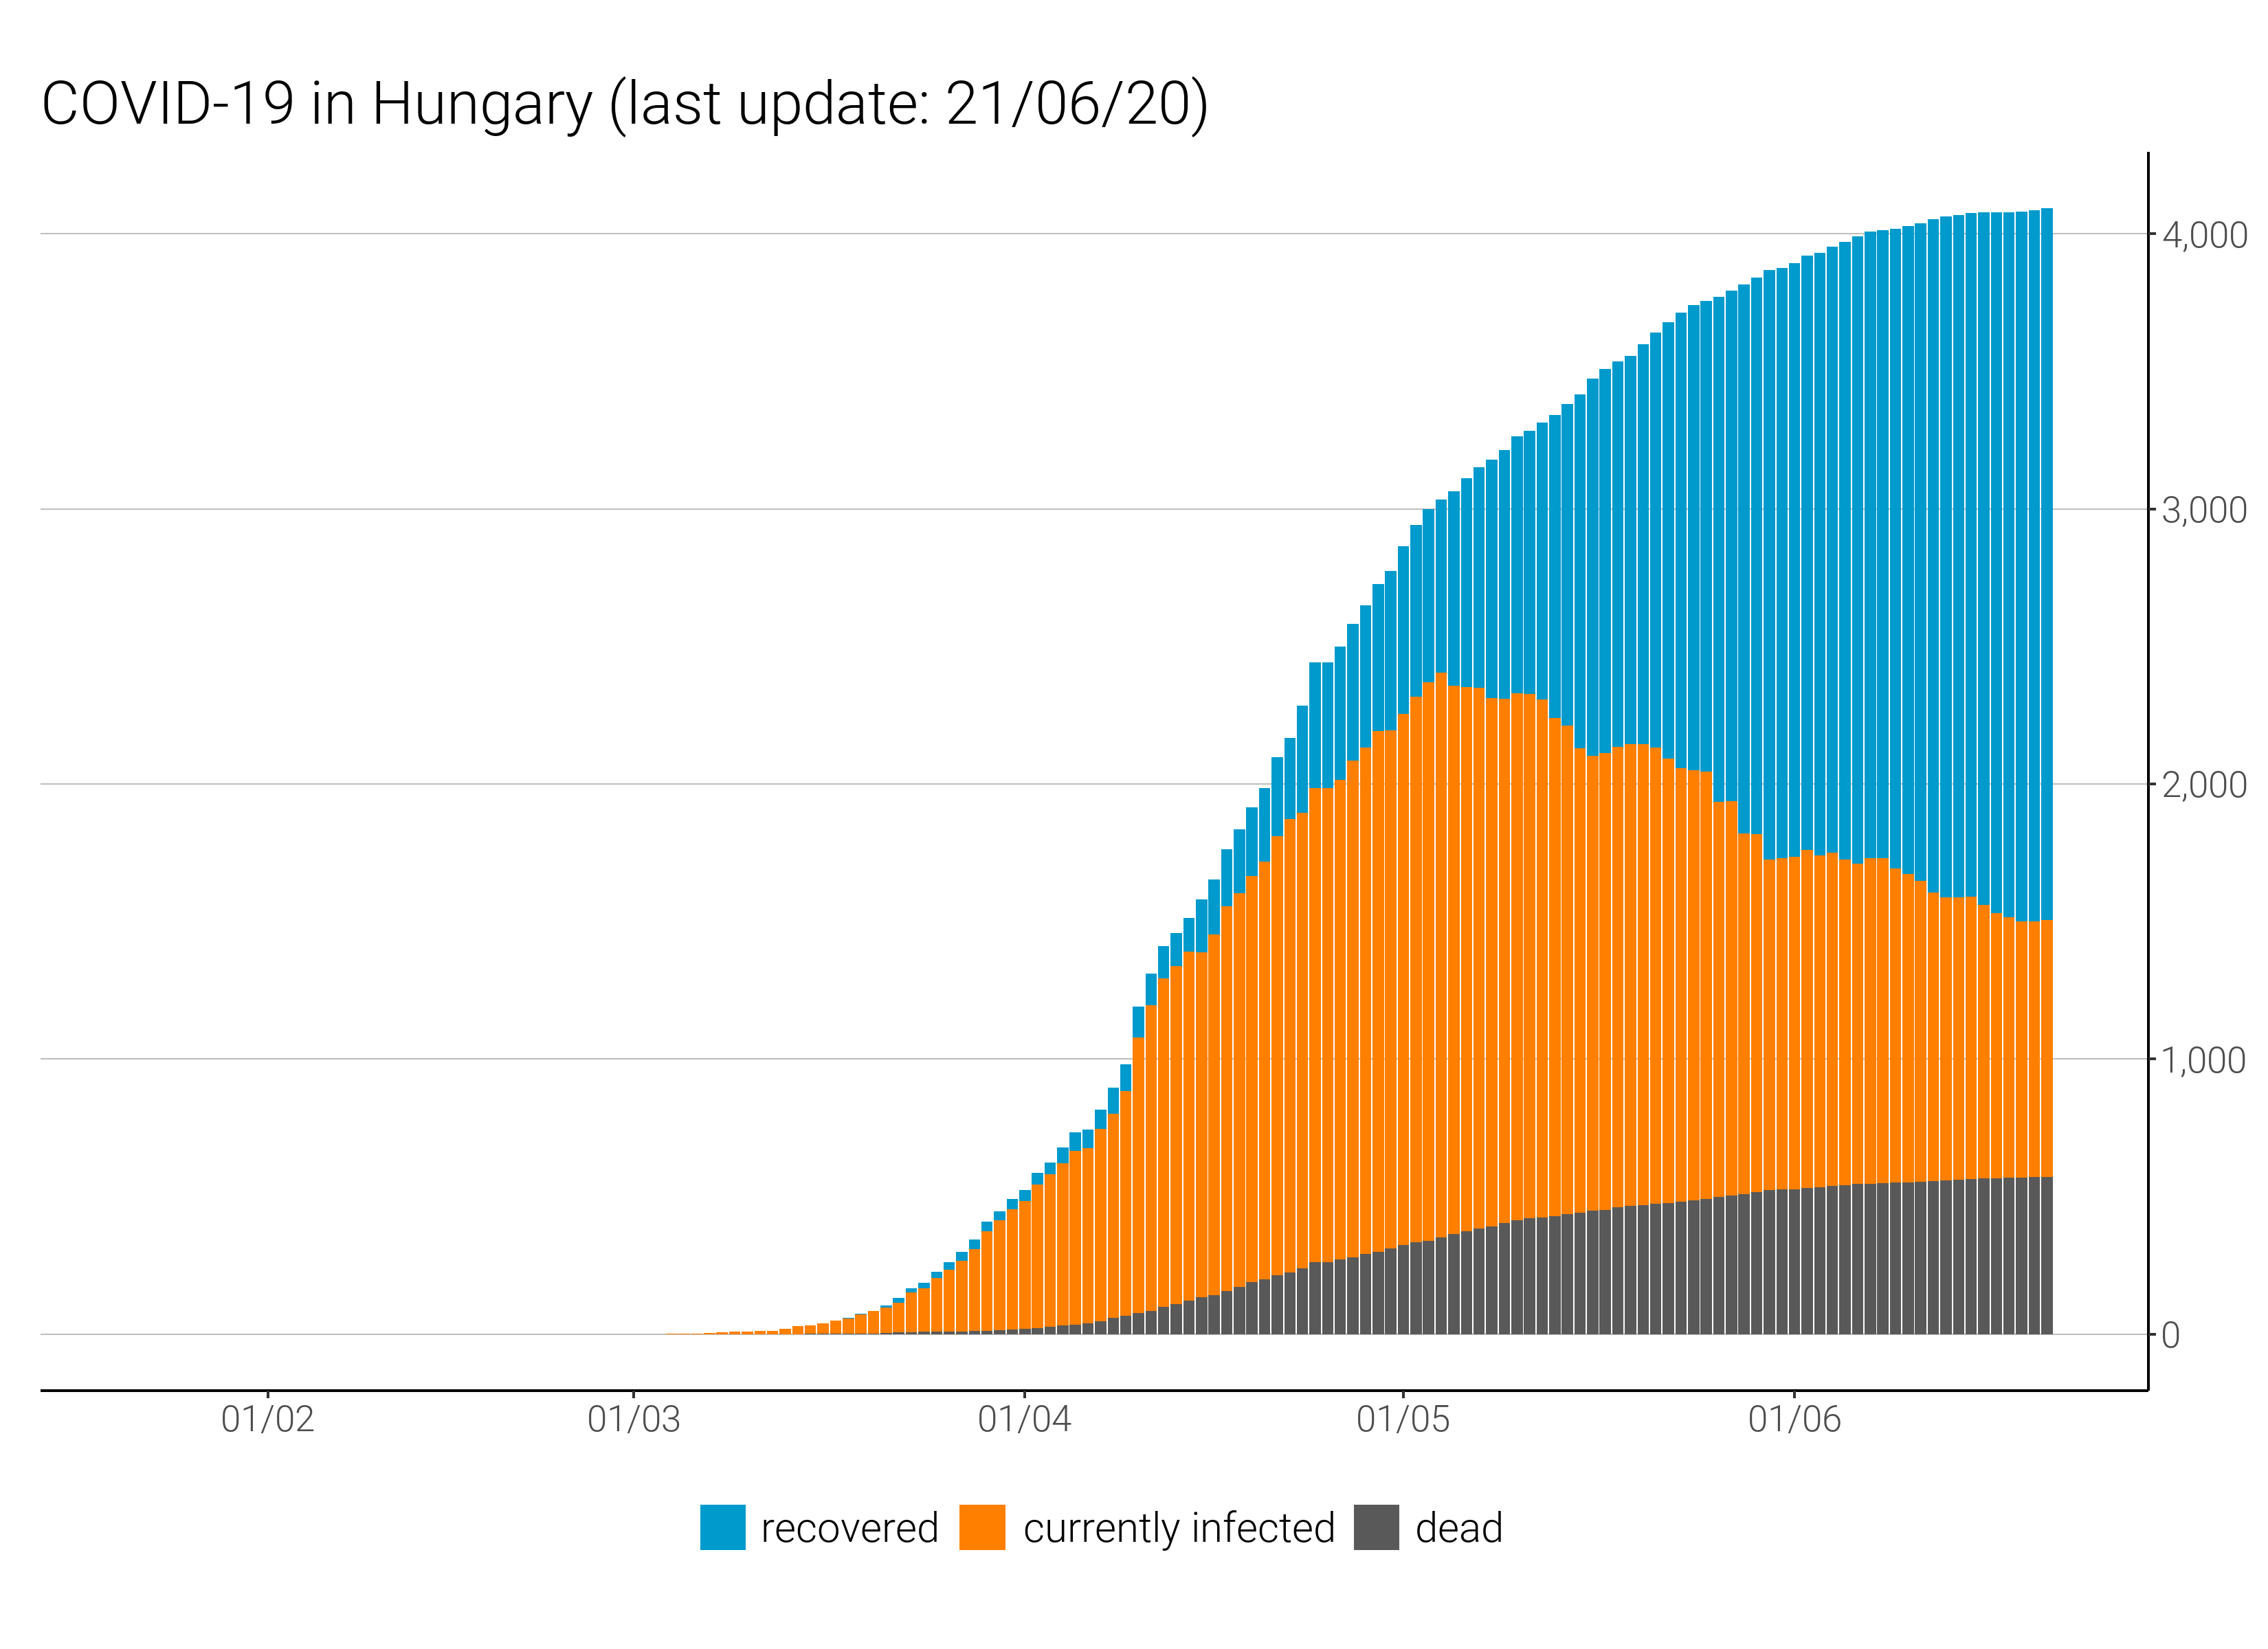 COVID-19 in Hungary (last update: 21/06/20)
4,000
3,000
2,000
1,000
0
01/02 01/03 01/04 01/05 01/06
recovered currently infected dead